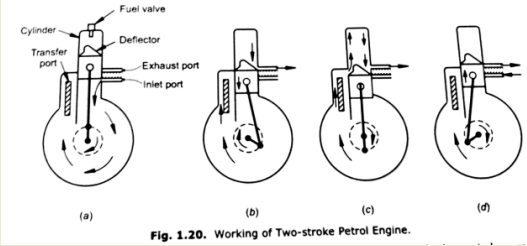 Fuel valve
Cylinder
Deflector
Transfer
port
Exhaust port
Inlet port
(a)
(b)
(c)
(d)
Fig. 1.20. Working of Two-stroke Petrol Engine.